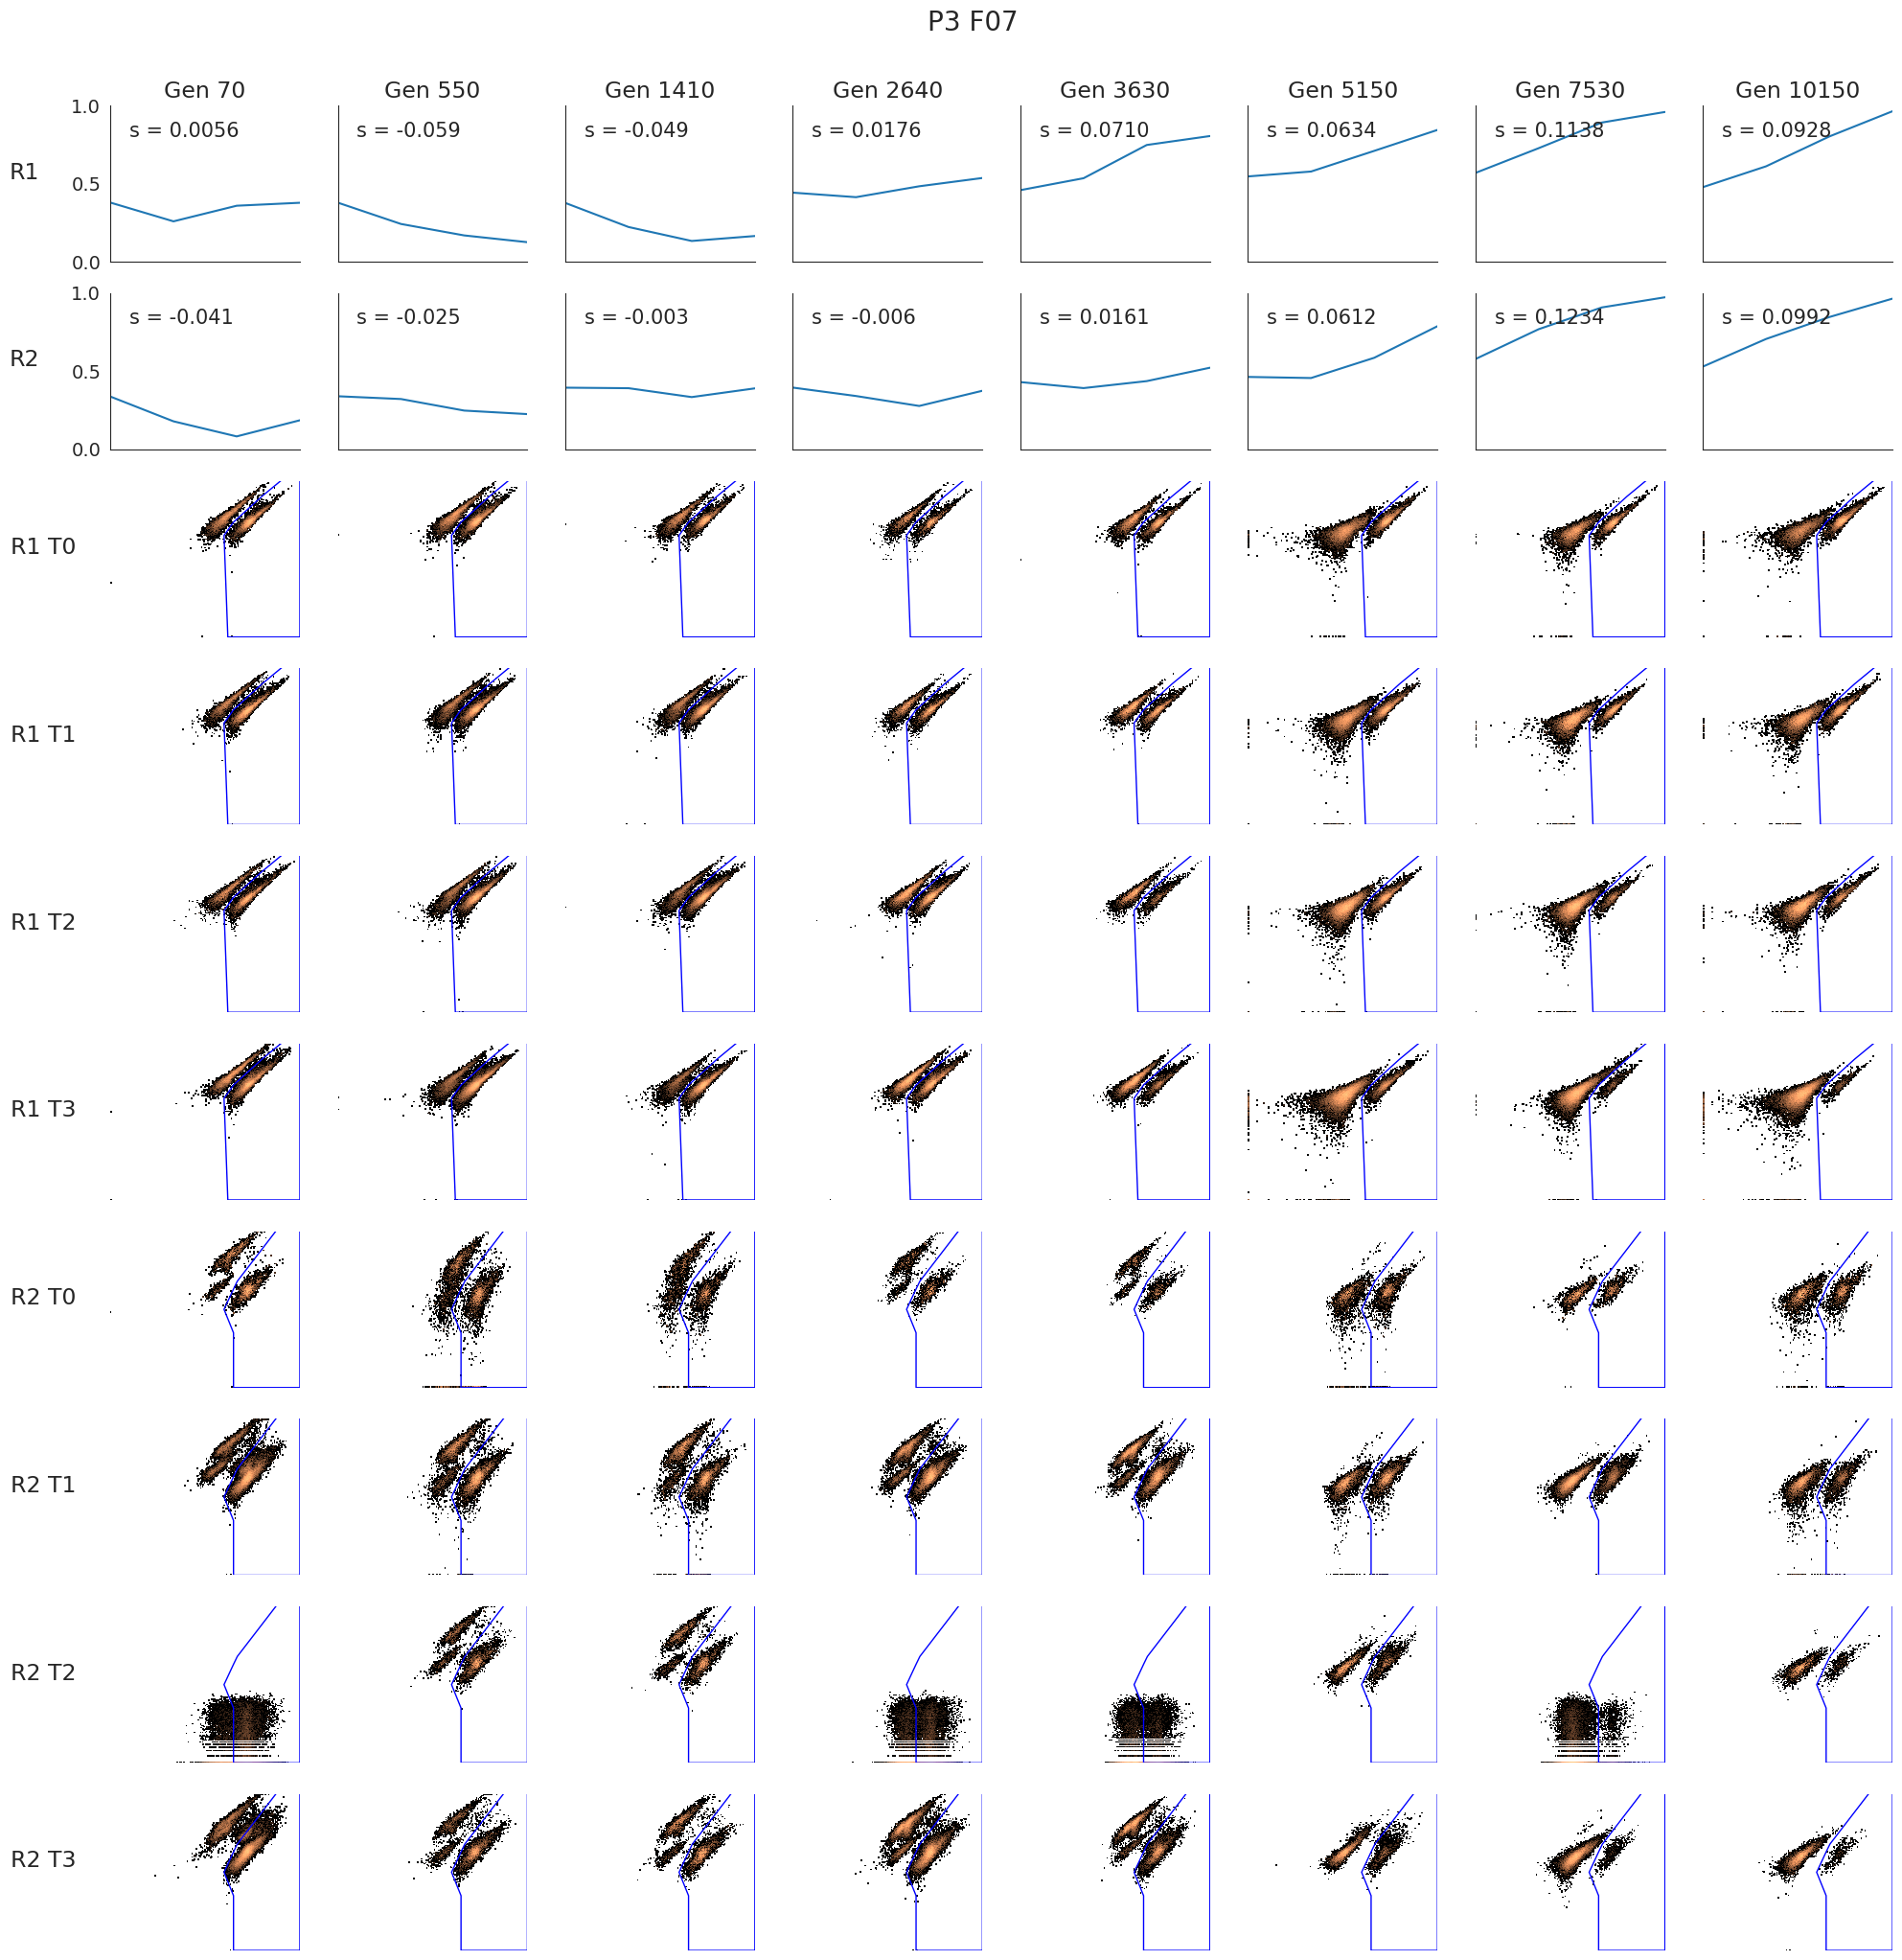 P3 F07
Gen 70 Gen 550 Gen 1410 Gen 2640 Gen 3630 Gen 5150 Gen 7530 Gen 10150
1.0
s = 0.0056 s = -0.059 s = -0.049 s = 0.0176 s = 0.0710 s = 0.0634 s = 0.1138 s = 0.0928
R1
0.5
0.0
1.0
s = -0.041 s = -0.025 s = -0.003 s = -0.006 s = 0.0161 s = 0.0612 s = 0.1234 s = 0.0992
R2
0.5
0.0
R1 T0
R1 T1
R1 T2
R1 T3
R2 T0
R2 T1
R2 T2
R2 T3